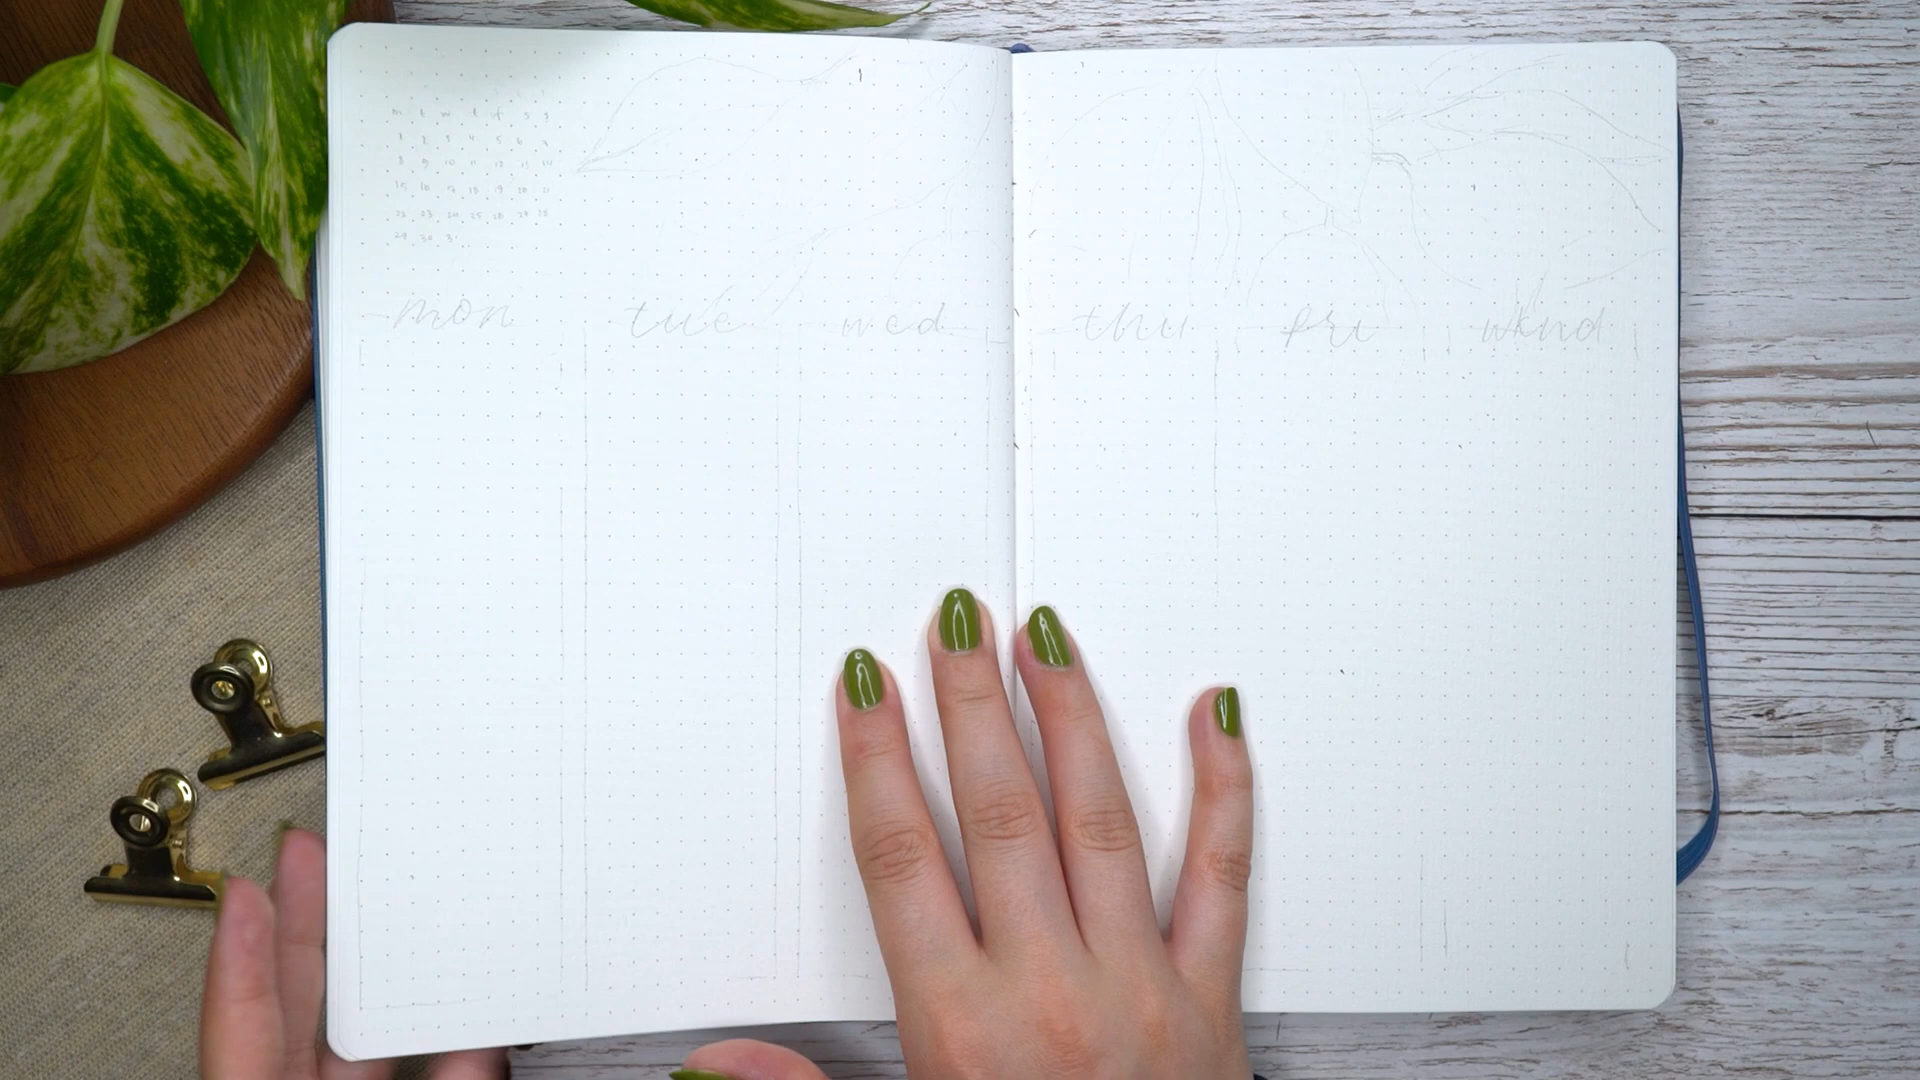 m t w t f s s
1 2 3 4 5 6 7
8 9 10 11 12 13 14
15 16 17 18 19 20 21
22 23 24 25 26 27 28
29 30 31
mon tue wed thu fri wknd